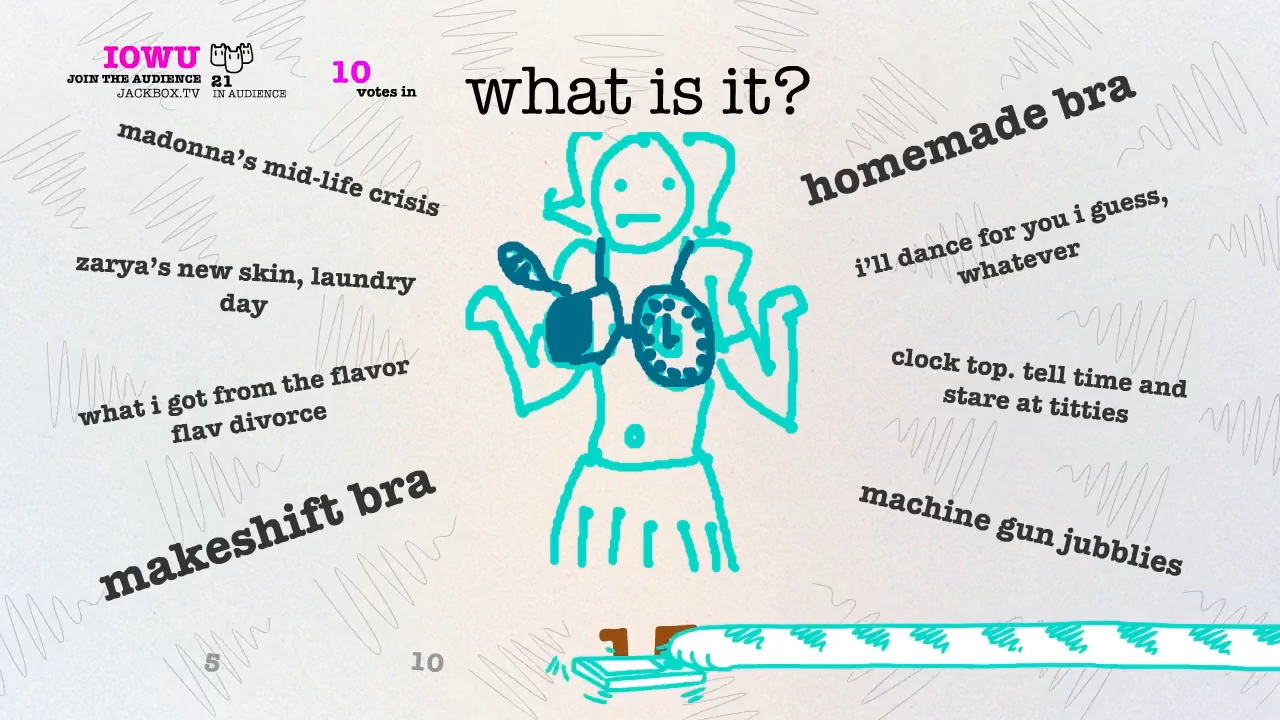 IOWU
JOIN THE AUDIENCE
JACKBOX.TV
21
IN AUDIENCE
10
votes in
what is it?
madonna's mid-life crisis
zarya's new skin, laundry
day
what i got from the flavor
flav divorce
makeshift bra
homemade bra
i'll dance for you i guess,
whatever
clock top. tell time and
stare at titties
machine gun jubblies
5
10